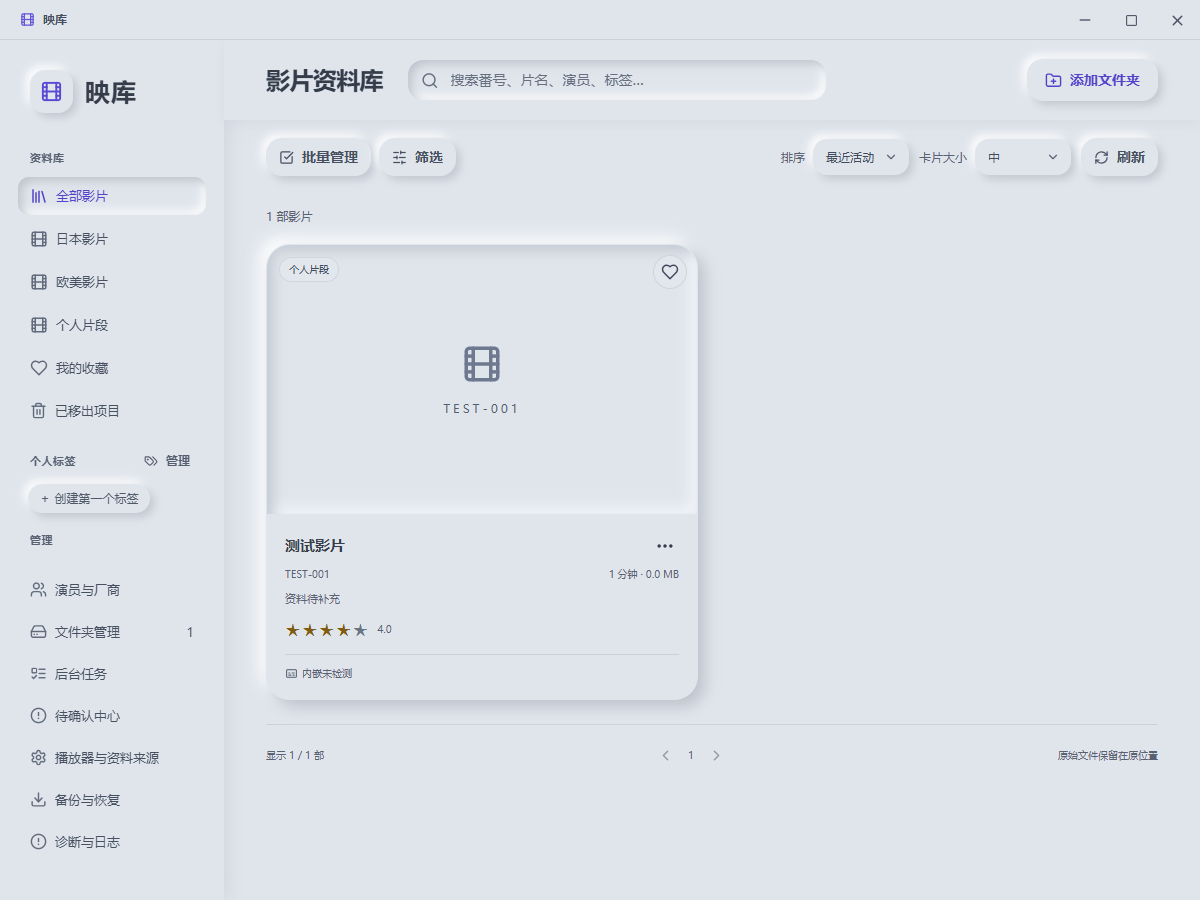 映库
映库
影片资料库
搜索番号、片名、演员、标签...
添加文件夹
资料库
全部影片
日本影片
欧美影片
个人片段
我的收藏
已移出项目
个人标签
管理
+ 创建第一个标签
管理
演员与厂商
文件夹管理 1
后台任务
待确认中心
播放器与资料来源
备份与恢复
诊断与日志
批量管理
筛选
排序 最近活动
卡片大小 中
刷新
1 部影片
个人片段
TEST-001
测试影片
TEST-001 1 分钟 · 0.0 MB
资料待补充
★★★★★ 4.0
内嵌未检测
显示 1 / 1 部
1
原始文件保留在原位置